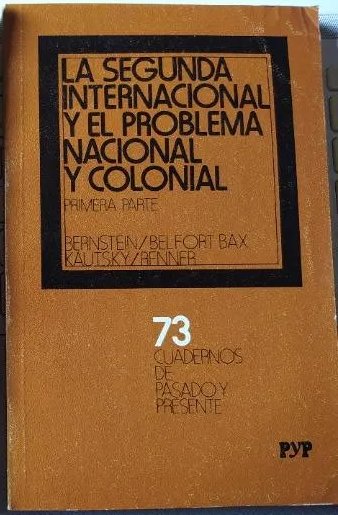 LA SEGUNDA
INTERNACIONAL
Y EL PROBLEMA
NACIONAL
Y COLONIAL
PRIMERA PARTE
BERNSTEIN/BELFORT BAX
KAUTSKY/RENNER
73
CUADERNOS
DE
PASADO Y
PRESENTE
PYP